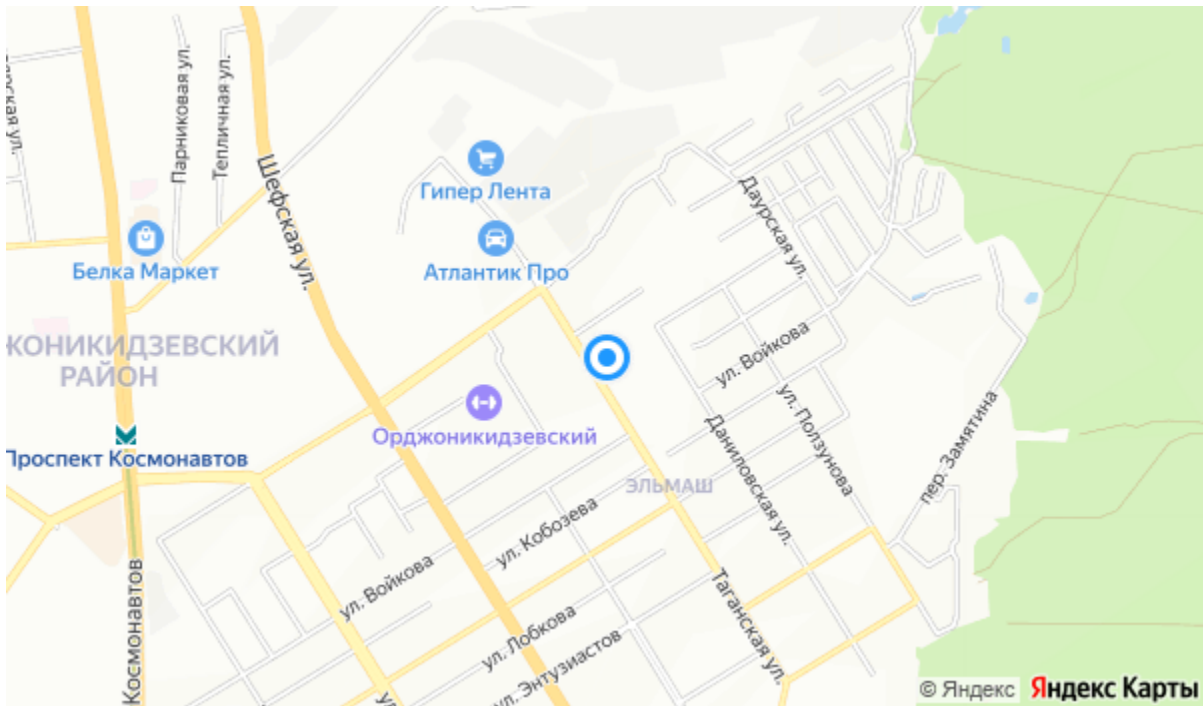 Парниковая ул.
Тепличная ул.
Шефская ул.
Гипер Лента
Даурская ул.
Белка Маркет
Атлантик Про
ЖОНИКИДЗЕВСКИЙ
РАЙОН
ул. Войкова
Орджоникидзевский
ул. Ползунова
пер. Замятина
Проспект Космонавтов
Даниловская ул.
ЭЛЬМАШ
ул. Кобозева
ул. Войкова
Таганская ул.
Космонавтов
ул. Лобкова
ул. Энтузиастов
© Яндекс Яндекс Карты